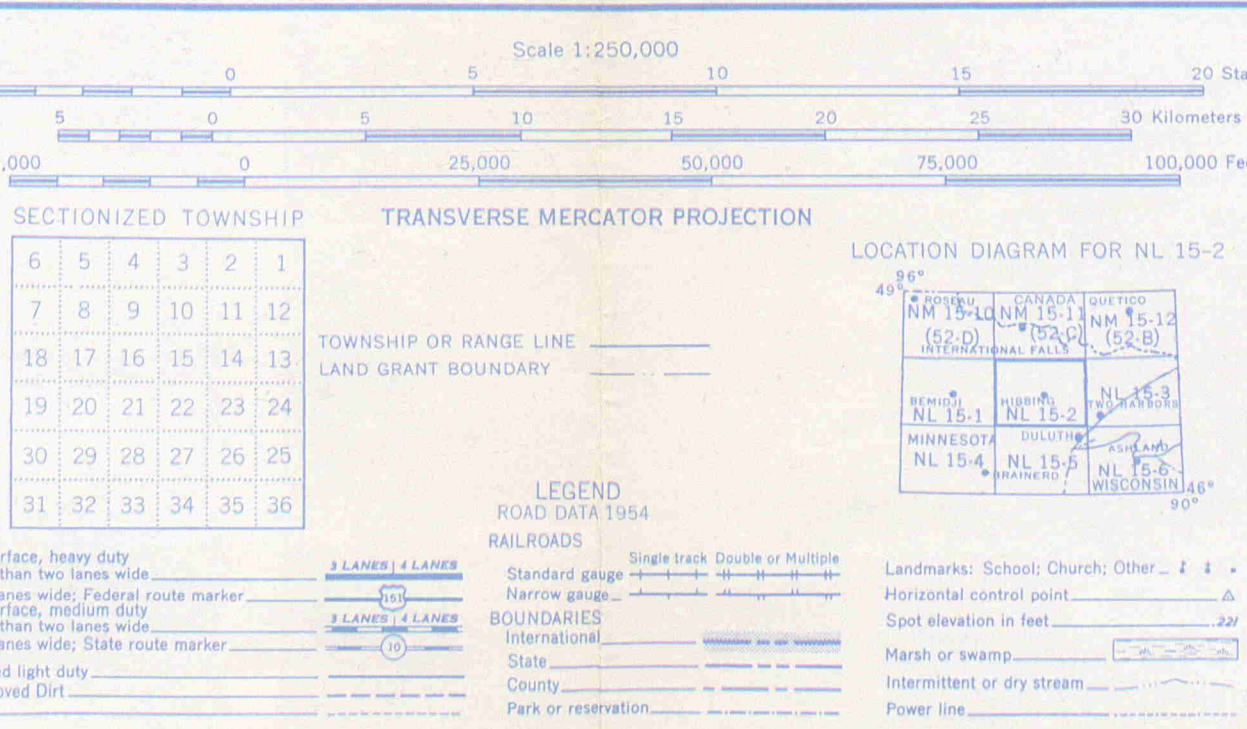 Scale 1:250,000
0 5 10 15 20 Sta
5 0 5 10 15 20 25 30 Kilometers
,000 0 25,000 50,000 75,000 100,000 Fee
SECTIONIZED TOWNSHIP
6 5 4 3 2 1
7 8 9 10 11 12
18 17 16 15 14 13
19 20 21 22 23 24
30 29 28 27 26 25
31 32 33 34 35 36
TRANSVERSE MERCATOR PROJECTION
TOWNSHIP OR RANGE LINE
LAND GRANT BOUNDARY
LOCATION DIAGRAM FOR NL 15-2
96°
49°
ROSEAU CANADA QUETICO
NM 15-10 NM 15-11 NM 15-12
(52-D) (52-C) (52-B)
INTERNATIONAL FALLS
BEMIDJI HIBBING NL 15-3
NL 15-1 NL 15-2 TWO HARBORS
MINNESOTA DULUTH ASHLAND
NL 15-4 NL 15-5 NL 15-6
BRAINERD WISCONSIN 46°
90°
LEGEND
ROAD DATA 1954
rface, heavy duty
than two lanes wide 3 LANES 4 LANES
anes wide; Federal route marker 151
rface, medium duty
than two lanes wide 3 LANES 4 LANES
anes wide; State route marker 10
ed light duty
oved Dirt
RAILROADS
Single track Double or Multiple
Standard gauge
Narrow gauge
BOUNDARIES
International
State
County
Park or reservation
Landmarks: School; Church; Other
Horizontal control point
Spot elevation in feet .221
Marsh or swamp
Intermittent or dry stream
Power line